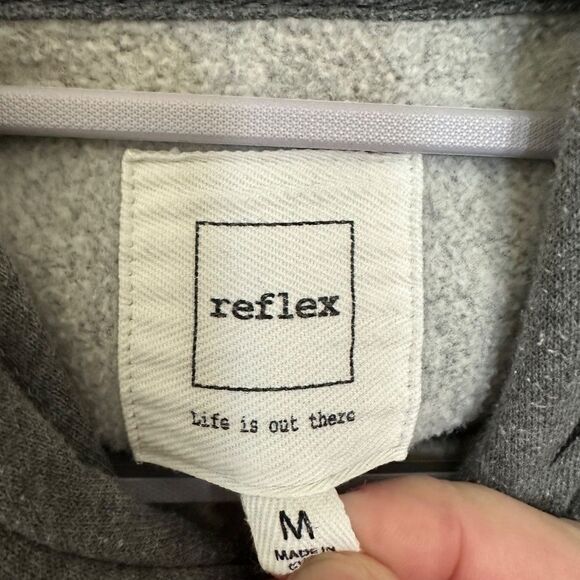 reflex
Life is out there
M
MADE IN